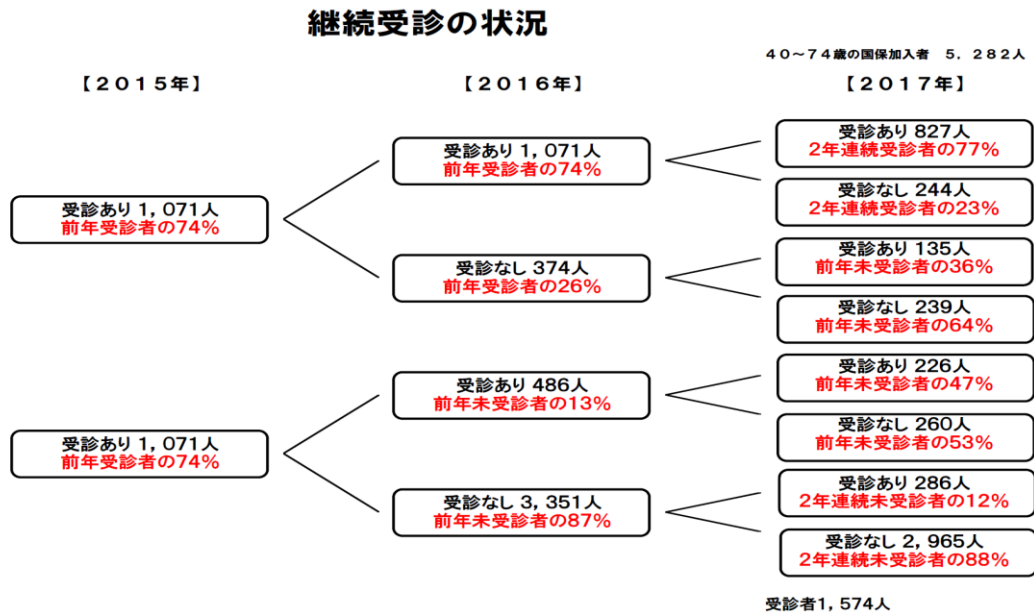 継続受診の状況
40~74歳の国保加入者 5,282人
【2015年】
【2016年】
【2017年】
受診あり 1,071人
前年受診者の74%
受診あり 1,071人
前年受診者の74%
受診あり 1,071人
前年受診者の74%
受診なし 374人
前年受診者の26%
受診あり 486人
前年未受診者の13%
受診なし 3,351人
前年未受診者の87%
受診あり 827人
2年連続受診者の77%
受診なし 244人
2年連続受診者の23%
受診あり 135人
前年未受診者の36%
受診なし 239人
前年未受診者の64%
受診あり 226人
前年未受診者の47%
受診なし 260人
前年未受診者の53%
受診あり 286人
2年連続未受診者の12%
受診なし 2,965人
2年連続未受診者の88%
受診者1,574人